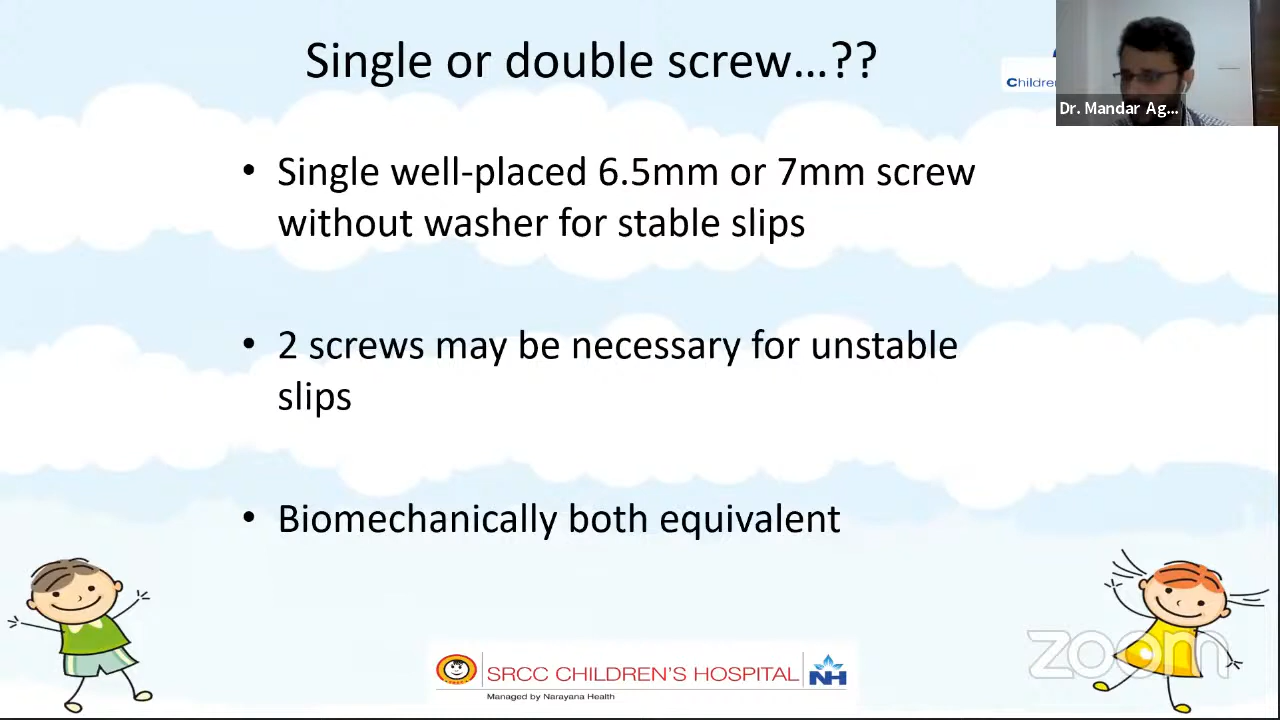 Single or double screw…??
Children
Dr. Mandar Ag...
• Single well-placed 6.5mm or 7mm screw
without washer for stable slips
• 2 screws may be necessary for unstable
slips
• Biomechanically both equivalent
SRCC CHILDREN'S HOSPITAL
NH
Managed by Narayana Health
zoom